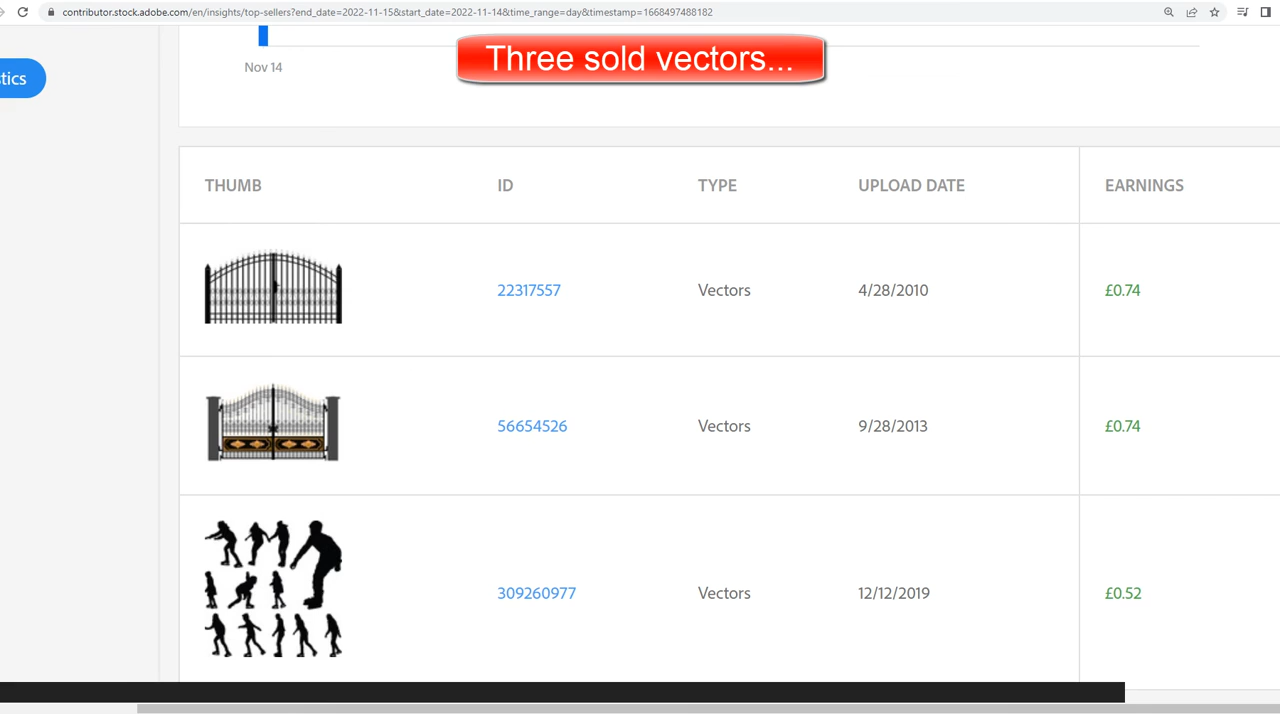 contributor.stock.adobe.com/en/insights/top-sellers?end_date=2022-11-15&start_date=2022-11-14&time_range=day&timestamp=1668497488182
Three sold vectors...
Nov 14
tics
THUMB ID TYPE UPLOAD DATE EARNINGS
22317557 Vectors 4/28/2010 £0.74
56654526 Vectors 9/28/2013 £0.74
309260977 Vectors 12/12/2019 £0.52